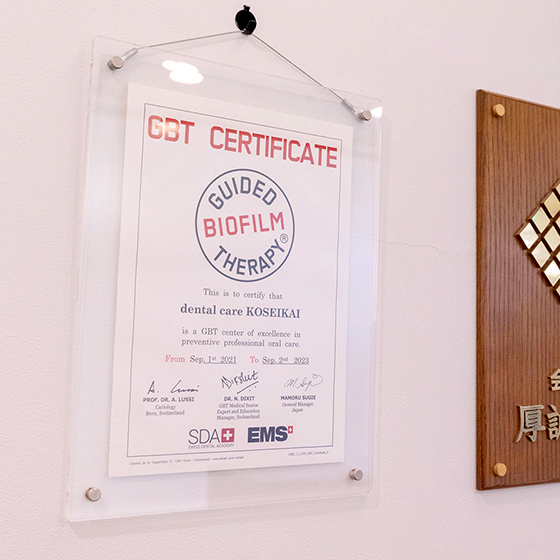 GBT CERTIFICATE
GUIDED
BIOFILM
THERAPY®
This is to certify that
dental care KOSEIKAI
is a GBT center of excellence in
preventive professional oral care.
From Sep. 1st 2021 To Sep. 2nd 2023
PROF. DR. A. LUSSI
Cariology
Bern, Switzerland
DR. N. DIXIT
GBT Medical Senior
Expert and Education
Manager, Switzerland
MAMORU SUGIE
General Manager
Japan
SDA
SWISS DENTAL ACADEMY
EMS
厚